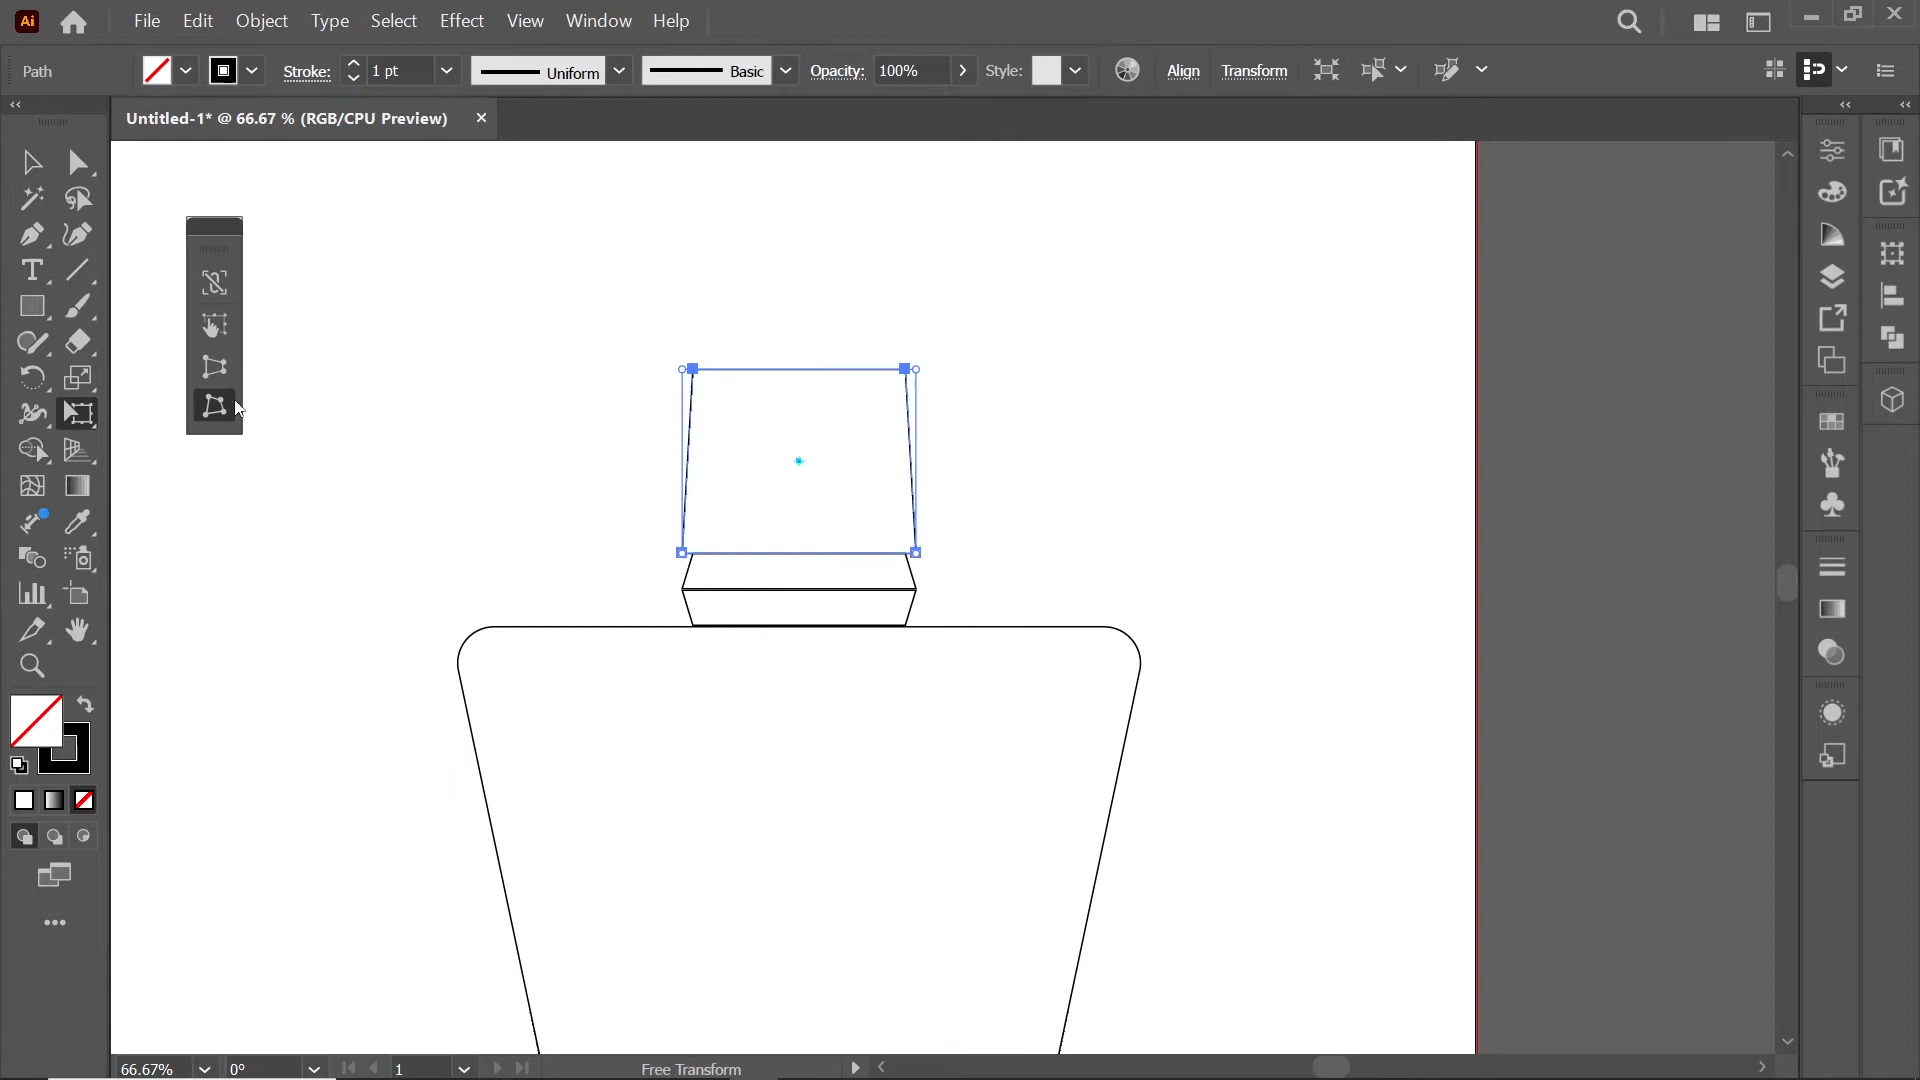 Ai File Edit Object Type Select Effect View Window Help
Path Stroke: 1 pt Uniform Basic Opacity: 100% Style: Align Transform
Untitled-1* @ 66.67 % (RGB/CPU Preview)
66.67% 0° 1 Free Transform